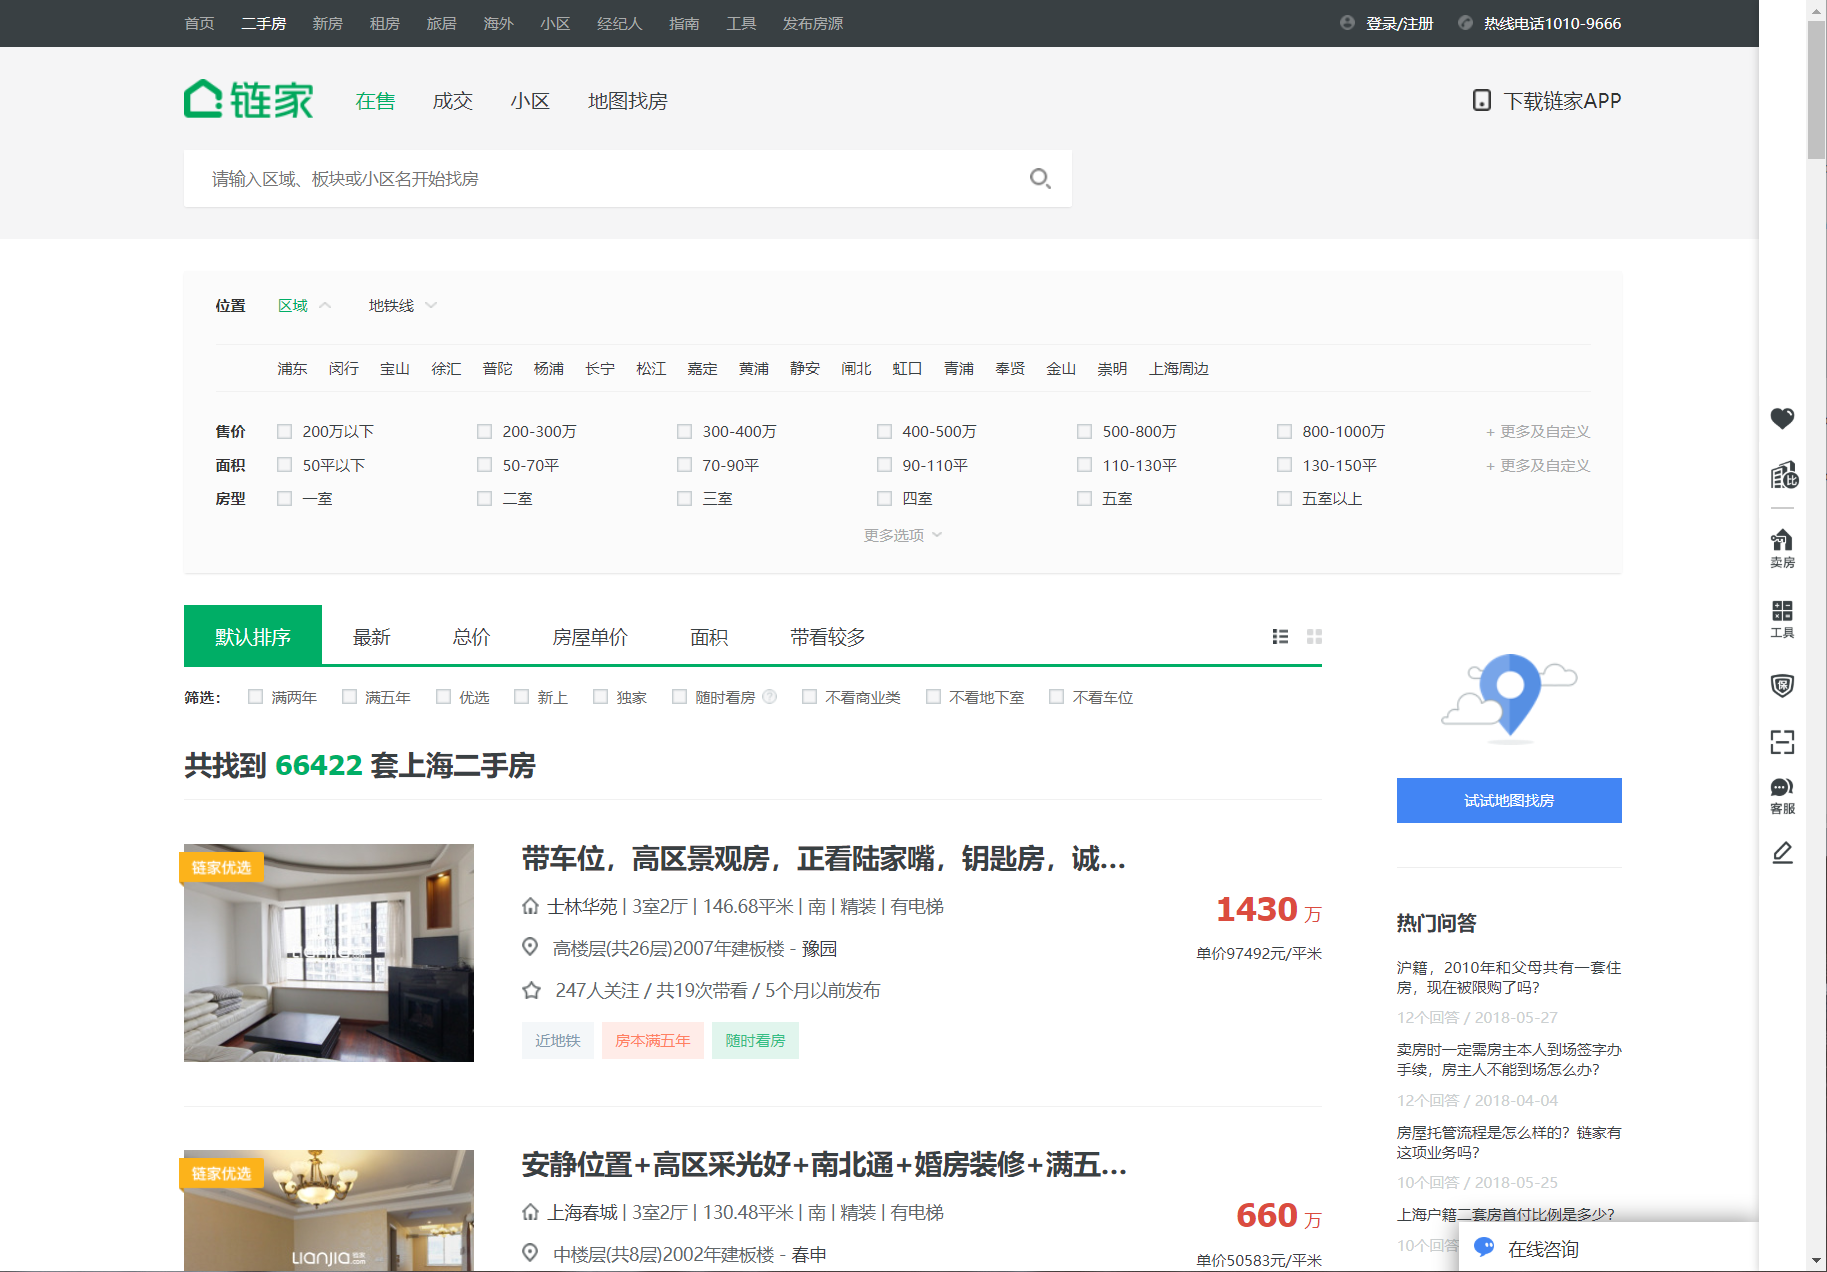 首页 二手房 新房 租房 旅居 海外 小区 经纪人 指南 工具 发布房源 登录/注册 热线电话1010-9666
链家 在售 成交 小区 地图找房 下载链家APP
请输入区域、板块或小区名开始找房
位置 区域 地铁线
浦东 闵行 宝山 徐汇 普陀 杨浦 长宁 松江 嘉定 黄浦 静安 闸北 虹口 青浦 奉贤 金山 崇明 上海周边
售价 200万以下 200-300万 300-400万 400-500万 500-800万 800-1000万 + 更多及自定义
面积 50平以下 50-70平 70-90平 90-110平 110-130平 130-150平 + 更多及自定义
房型 一室 二室 三室 四室 五室 五室以上
更多选项
默认排序 最新 总价 房屋单价 面积 带看较多
筛选： 满两年 满五年 优选 新上 独家 随时看房 ? 不看商业类 不看地下室 不看车位
共找到 66422 套上海二手房
链家优选
带车位，高区景观房，正看陆家嘴，钥匙房，诚...
士林华苑 | 3室2厅 | 146.68平米 | 南 | 精装 | 有电梯
1430 万
高楼层(共26层)2007年建板楼 - 豫园
单价97492元/平米
247人关注 / 共19次带看 / 5个月以前发布
近地铁 房本满五年 随时看房
链家优选
安静位置+高区采光好+南北通+婚房装修+满五...
上海春城 | 3室2厅 | 130.48平米 | 南 | 精装 | 有电梯
660 万
中楼层(共8层)2002年建板楼 - 春申
单价50583元/平米
LIANJIA.com
试试地图找房
热门问答
沪籍，2010年和父母共有一套住
房，现在被限购了吗？
12个回答 / 2018-05-27
卖房时一定需房主本人到场签字办
手续，房主人不能到场怎么办？
12个回答 / 2018-04-04
房屋托管流程是怎么样的？链家有
这项业务吗？
10个回答 / 2018-05-25
上海户籍二套房首付比例是多少？
10个回答
在线咨询
比
卖房
工具
保
客服